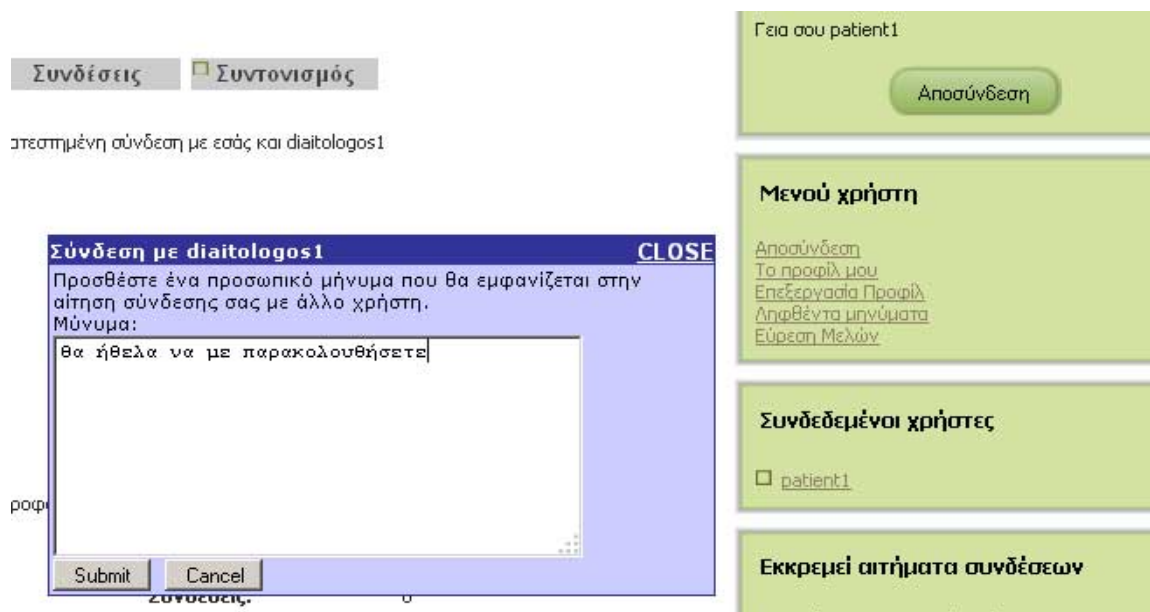 Γεια σου patient1
Αποσύνδεση
Συνδέσεις
Συντονισμός
ατεστημένη σύνδεση με εσάς και diaitologos1
Σύνδεση με diaitologos1 CLOSE
Προσθέστε ένα προσωπικό μήνυμα που θα εμφανίζεται στην
αίτηση σύνδεσης σας με άλλο χρήστη.
Μύνυμα:
θα ήθελα να με παρακολουθήσετε
Submit Cancel
Μενού χρήστη
Αποσύνδεση
Το προφίλ μου
Επεξεργασία Προφίλ
Ληφθέντα μηνύματα
Εύρεση Μελών
Συνδεδεμένοι χρήστες
patient1
Εκκρεμεί αιτήματα συνδέσεων